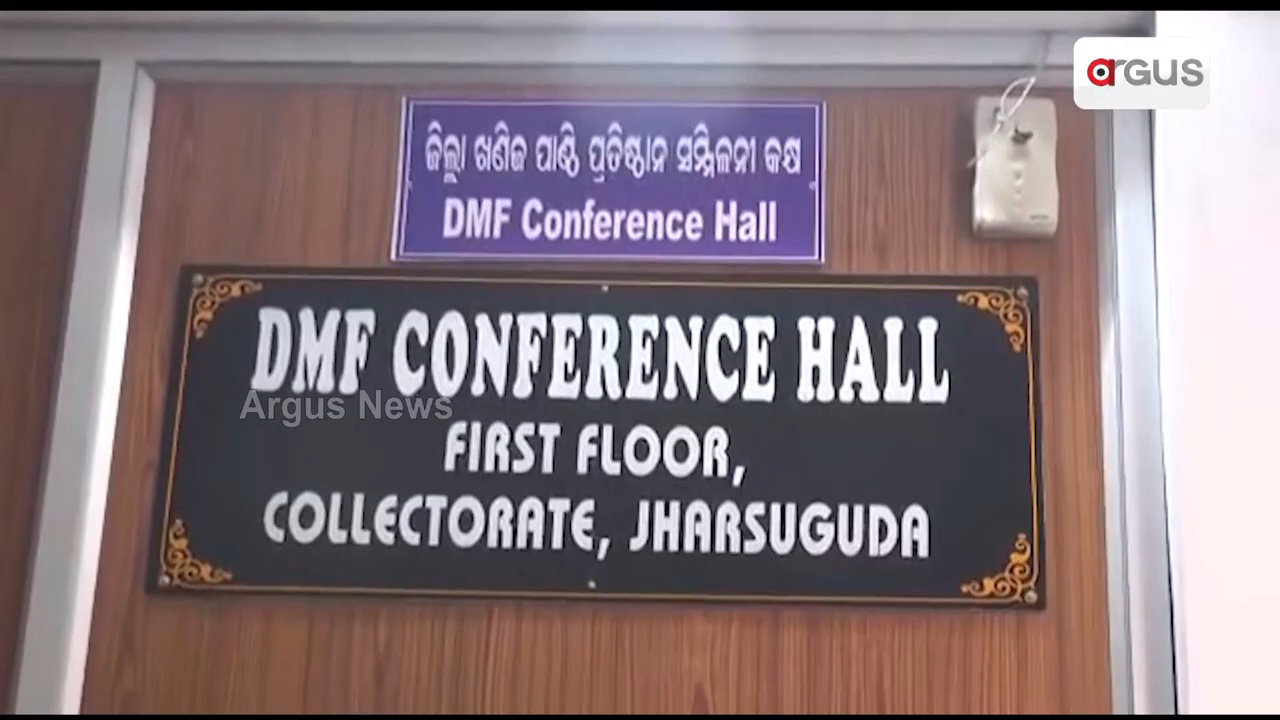 ARGUS
ଜିଲ୍ଲା ଖଣିଜ ପାଣ୍ଠି ପ୍ରତିଷ୍ଠାନ ସମ୍ମିଳନୀ କକ୍ଷ
DMF Conference Hall
DMF CONFERENCE HALL
Argus News
FIRST FLOOR,
COLLECTORATE, JHARSUGUDA